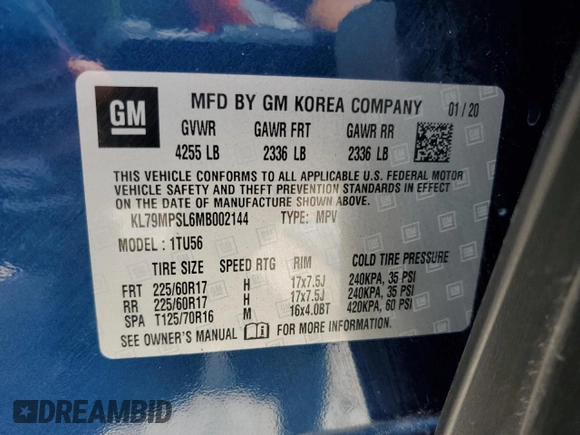 GM
MFD BY GM KOREA COMPANY 01/20
GVWR GAWR FRT GAWR RR
4255 LB 2336 LB 2336 LB
THIS VEHICLE CONFORMS TO ALL APPLICABLE U.S. FEDERAL MOTOR
VEHICLE SAFETY AND THEFT PREVENTION STANDARDS IN EFFECT ON
THE DATE OF MANUFACTURE SHOWN ABOVE.
KL79MPSL6MB002144 TYPE: MPV
MODEL: 1TU56
TIRE SIZE SPEED RTG RIM COLD TIRE PRESSURE
FRT 225/60R17 H 17x7.5J 240KPA, 35 PSI
RR 225/60R17 H 17x7.5J 240KPA, 35 PSI
SPA T125/70R16 M 16x4.0BT 420KPA, 60 PSI
SEE OWNER'S MANUAL FOR MORE INFORMATION.
DREAMBID